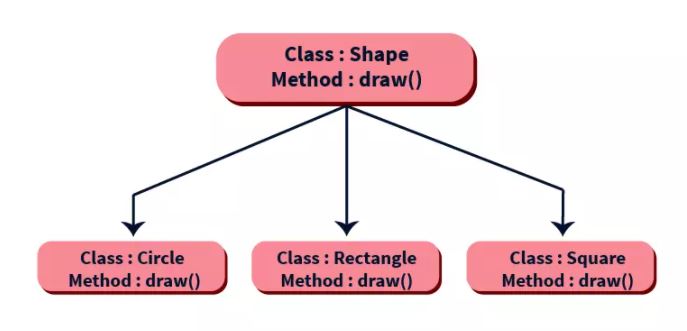 Class : Shape
Method : draw()
Class : Circle
Method : draw()
Class : Rectangle
Method : draw()
Class : Square
Method : draw()